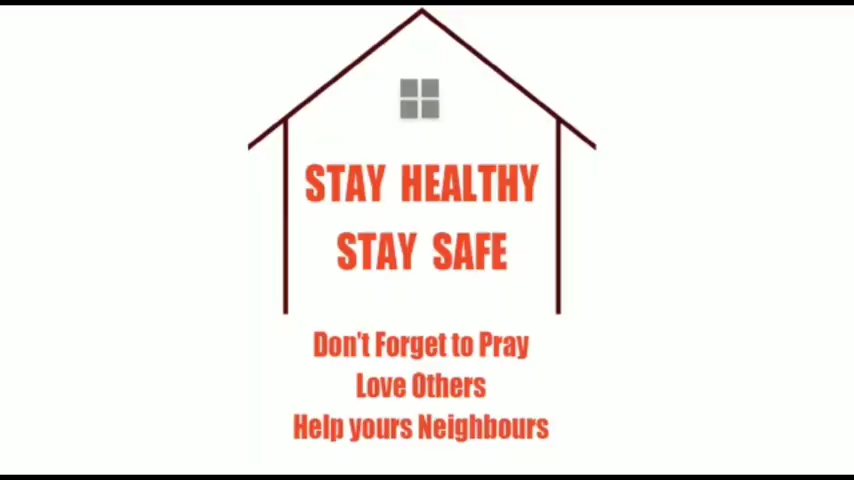 STAY HEALTHY
STAY SAFE
Don't Forget to Pray
Love Others
Help yours Neighbours